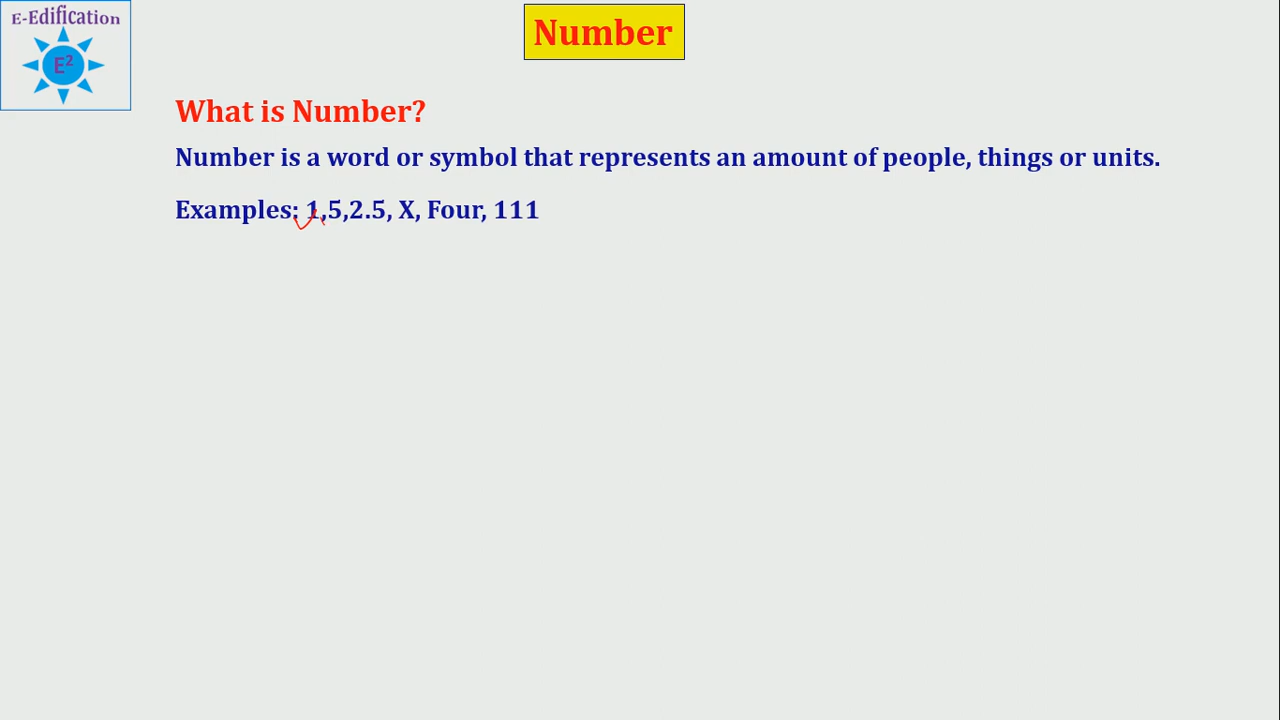 E-Edification
E²
Number
What is Number?
Number is a word or symbol that represents an amount of people, things or units.
Examples: 1,5,2.5, X, Four, 111